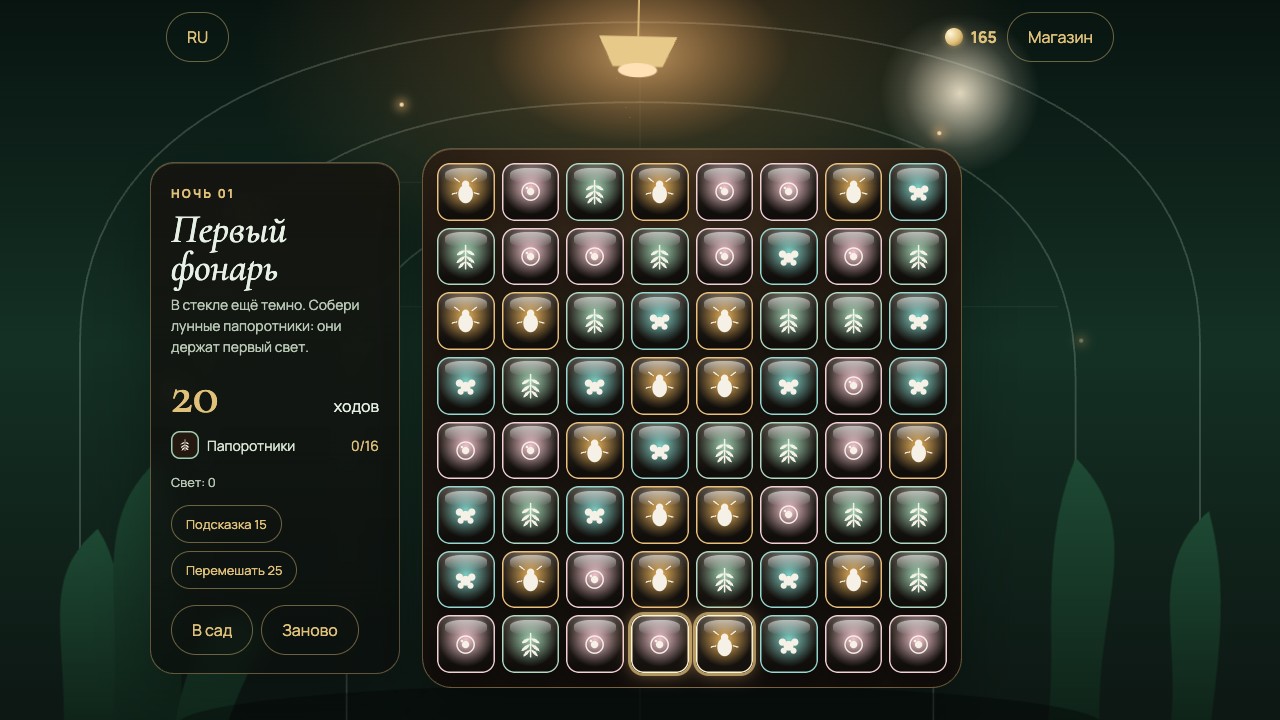 RU
165
Магазин
НОЧЬ 01
Первый
фонарь
В стекле ещё темно. Собери
лунные папоротники: они
держат первый свет.
20 ходов
Папоротники 0/16
Свет: 0
Подсказка 15
Перемешать 25
В сад
Заново